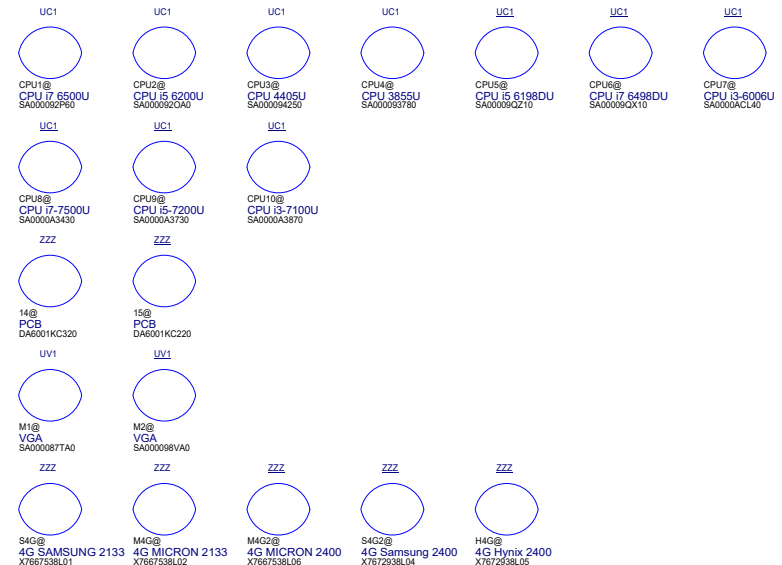 UC1 UC1 UC1 UC1 UC1 UC1 UC1
CPU1@ CPU2@ CPU3@ CPU4@ CPU5@ CPU6@ CPU7@
CPU i7 6500U CPU i5 6200U CPU 4405U CPU 3855U CPU i5 6198DU CPU i7 6498DU CPU i3-6006U
SA000092P60 SA000092OA0 SA000094250 SA000093780 SA00009QZ10 SA00009QX10 SA0000ACL40
UC1 UC1 UC1
CPU8@ CPU9@ CPU10@
CPU i7-7500U CPU i5-7200U CPU i3-7100U
SA0000A3430 SA0000A3730 SA0000A3870
ZZZ ZZZ
14@ 15@
PCB PCB
DA6001KC320 DA6001KC220
UV1 UV1
M1@ M2@
VGA VGA
SA000087TA0 SA000098VA0
ZZZ ZZZ ZZZ ZZZ ZZZ
S4G@ M4G@ M4G2@ S4G2@ H4G@
4G SAMSUNG 2133 4G MICRON 2133 4G MICRON 2400 4G Samsung 2400 4G Hynix 2400
X7667538L01 X7667538L02 X7667538L06 X7672938L04 X7672938L05